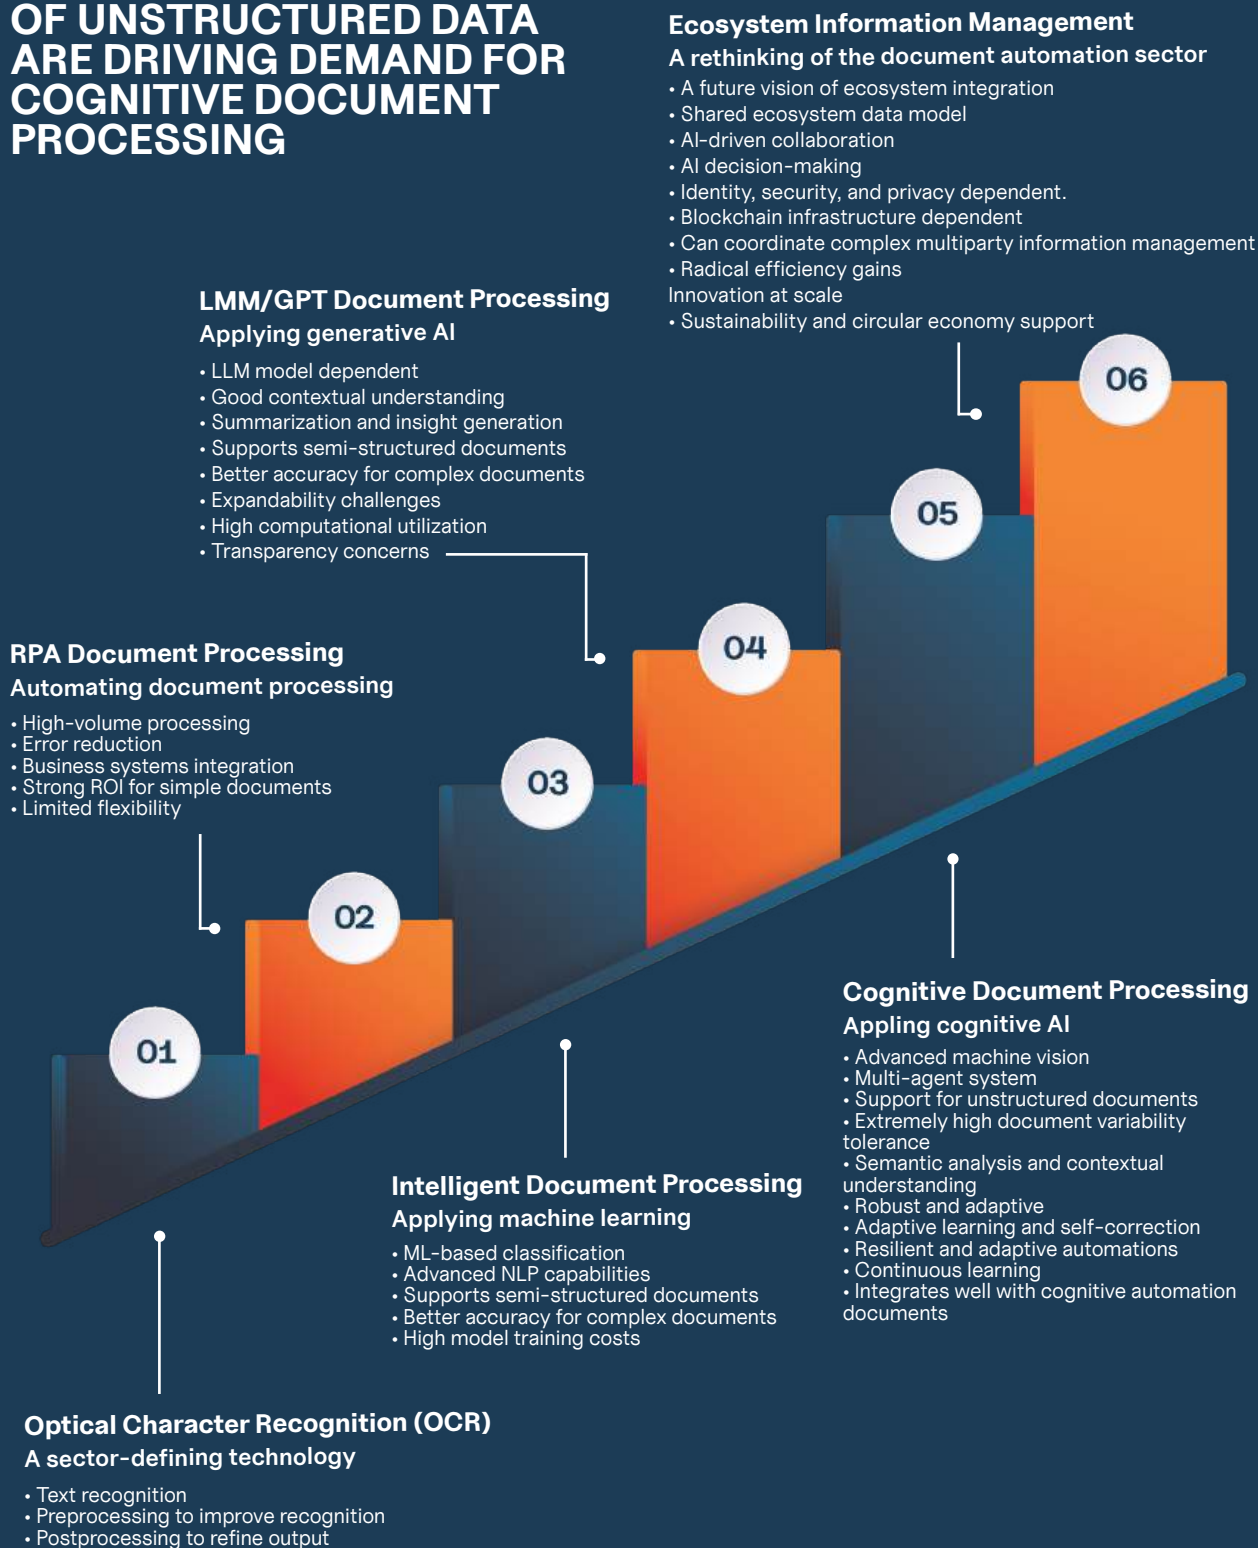 OF UNSTRUCTURED DATA
ARE DRIVING DEMAND FOR
COGNITIVE DOCUMENT
PROCESSING
Ecosystem Information Management
A rethinking of the document automation sector
• A future vision of ecosystem integration
• Shared ecosystem data model
• AI-driven collaboration
• AI decision-making
• Identity, security, and privacy dependent.
• Blockchain infrastructure dependent
• Can coordinate complex multiparty information management
• Radical efficiency gains
Innovation at scale
• Sustainability and circular economy support
LMM/GPT Document Processing
Applying generative AI
• LLM model dependent
• Good contextual understanding
• Summarization and insight generation
• Supports semi-structured documents
• Better accuracy for complex documents
• Expandability challenges
• High computational utilization
• Transparency concerns
06
05
04
RPA Document Processing
Automating document processing
• High-volume processing
• Error reduction
• Business systems integration
• Strong ROI for simple documents
• Limited flexibility
03
02
01
Cognitive Document Processing
Appling cognitive AI
• Advanced machine vision
• Multi-agent system
• Support for unstructured documents
• Extremely high document variability
tolerance
• Semantic analysis and contextual
understanding
• Robust and adaptive
• Adaptive learning and self-correction
• Resilient and adaptive automations
• Continuous learning
• Integrates well with cognitive automation
documents
Intelligent Document Processing
Applying machine learning
• ML-based classification
• Advanced NLP capabilities
• Supports semi-structured documents
• Better accuracy for complex documents
• High model training costs
Optical Character Recognition (OCR)
A sector-defining technology
• Text recognition
• Preprocessing to improve recognition
• Postprocessing to refine output